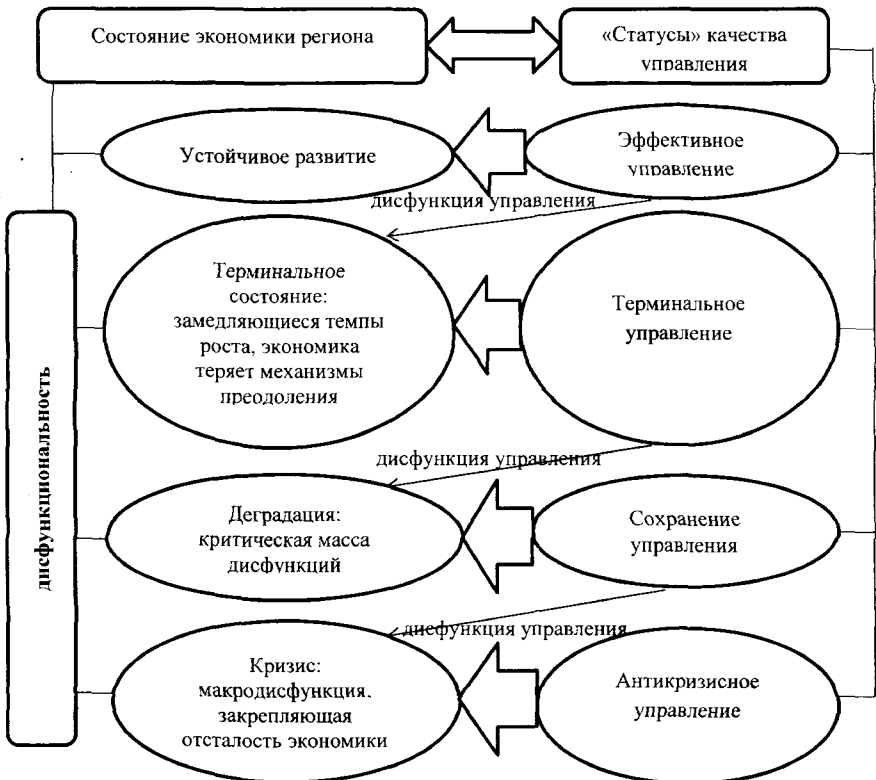 Состояние экономики региона
«Статусы» качества
управления
Устойчивое развитие
Эффективное
управление
дисфункция управления
Терминальное
состояние:
замедляющиеся темпы
роста, экономика
теряет механизмы
преодоления
Терминальное
управление
дисфункциональность
дисфункция управления
Деградация:
критическая масса
дисфункций
Сохранение
управления
дисфункция управления
Кризис:
макродисфункция,
закрепляющая
отсталость экономики
Антикризисное
управление